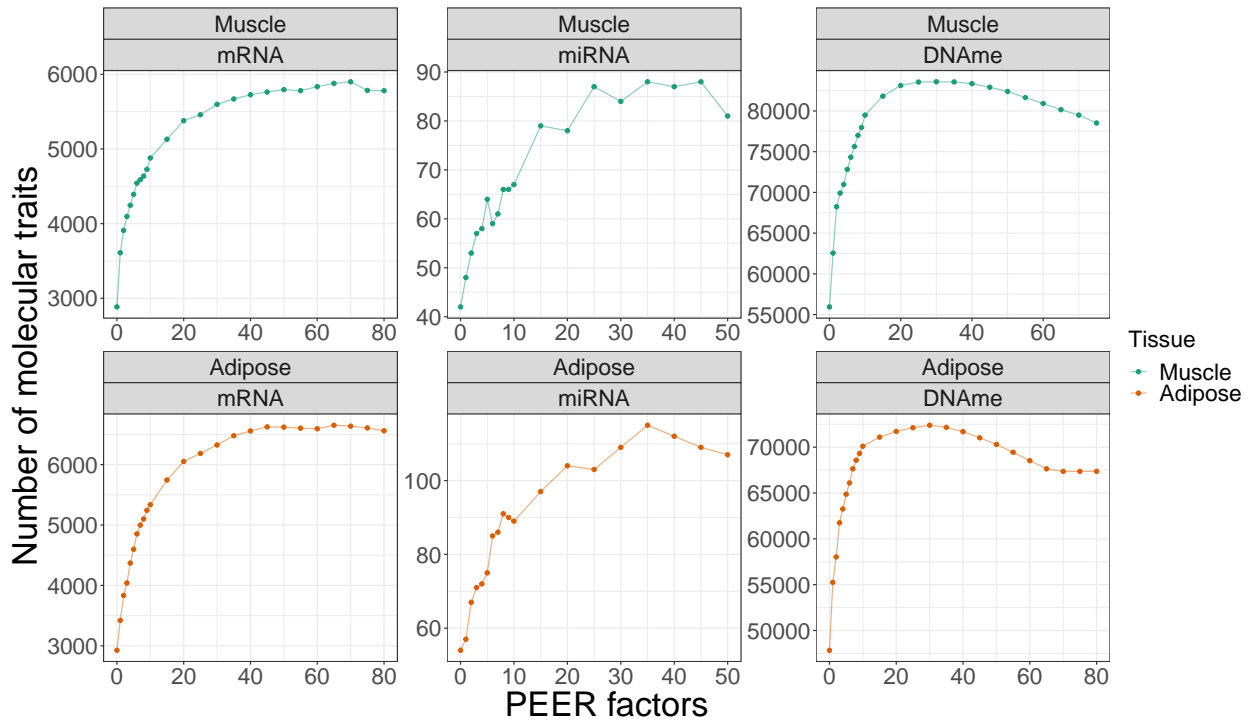 Muscle Muscle Muscle
mRNA miRNA DNAme
6000
5000
4000
3000
0 20 40 60 80
90
80
70
60
50
40
0 10 20 30 40 50
80000
75000
70000
65000
60000
55000
0 20 40 60
Adipose Adipose Adipose
mRNA miRNA DNAme
6000
5000
4000
3000
0 20 40 60 80
100
80
60
0 10 20 30 40 50
70000
65000
60000
55000
50000
0 20 40 60 80
Number of molecular traits
PEER factors
Tissue
Muscle
Adipose